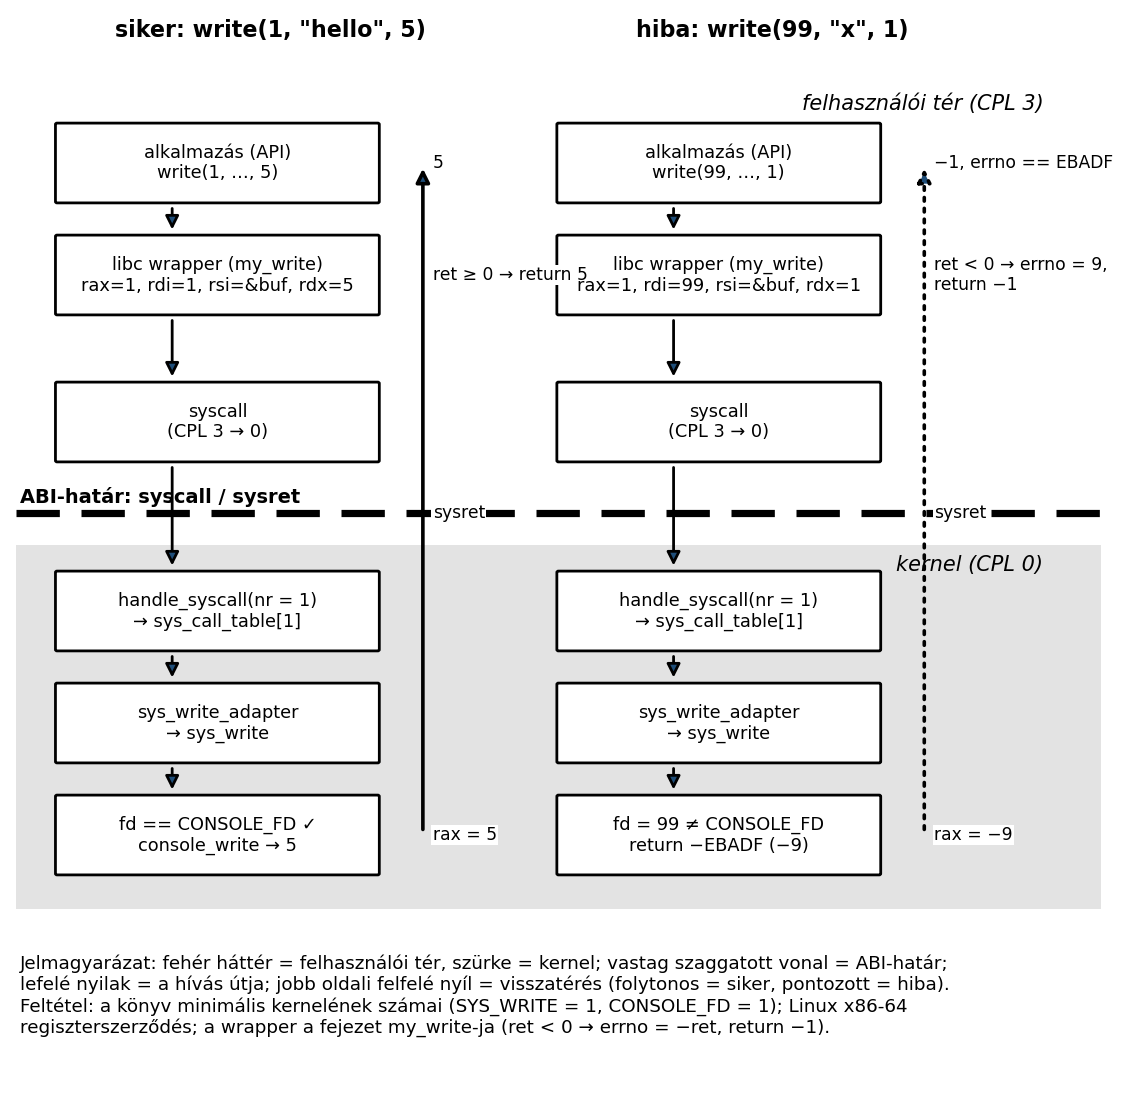 siker: write(1, "hello", 5)
hiba: write(99, "x", 1)
felhasználói tér (CPL 3)
alkalmazás (API)
write(1, …, 5)
5
alkalmazás (API)
write(99, …, 1)
−1, errno == EBADF
libc wrapper (my_write)
rax=1, rdi=1, rsi=&buf, rdx=5
ret ≥ 0 → return 5
libc wrapper (my_write)
rax=1, rdi=99, rsi=&buf, rdx=1
ret < 0 → errno = 9,
return −1
syscall
(CPL 3 → 0)
syscall
(CPL 3 → 0)
ABI-határ: syscall / sysret
sysret
sysret
kernel (CPL 0)
handle_syscall(nr = 1)
→ sys_call_table[1]
handle_syscall(nr = 1)
→ sys_call_table[1]
sys_write_adapter
→ sys_write
sys_write_adapter
→ sys_write
fd == CONSOLE_FD ✓
console_write → 5
rax = 5
fd = 99 ≠ CONSOLE_FD
return −EBADF (−9)
rax = −9
Jelmagyarázat: fehér háttér = felhasználói tér, szürke = kernel; vastag szaggatott vonal = ABI-határ;
lefelé nyilak = a hívás útja; jobb oldali felfelé nyíl = visszatérés (folytonos = siker, pontozott = hiba).
Feltétel: a könyv minimális kernelének számai (SYS_WRITE = 1, CONSOLE_FD = 1); Linux x86-64
regiszterszerződés; a wrapper a fejezet my_write-ja (ret < 0 → errno = −ret, return −1).